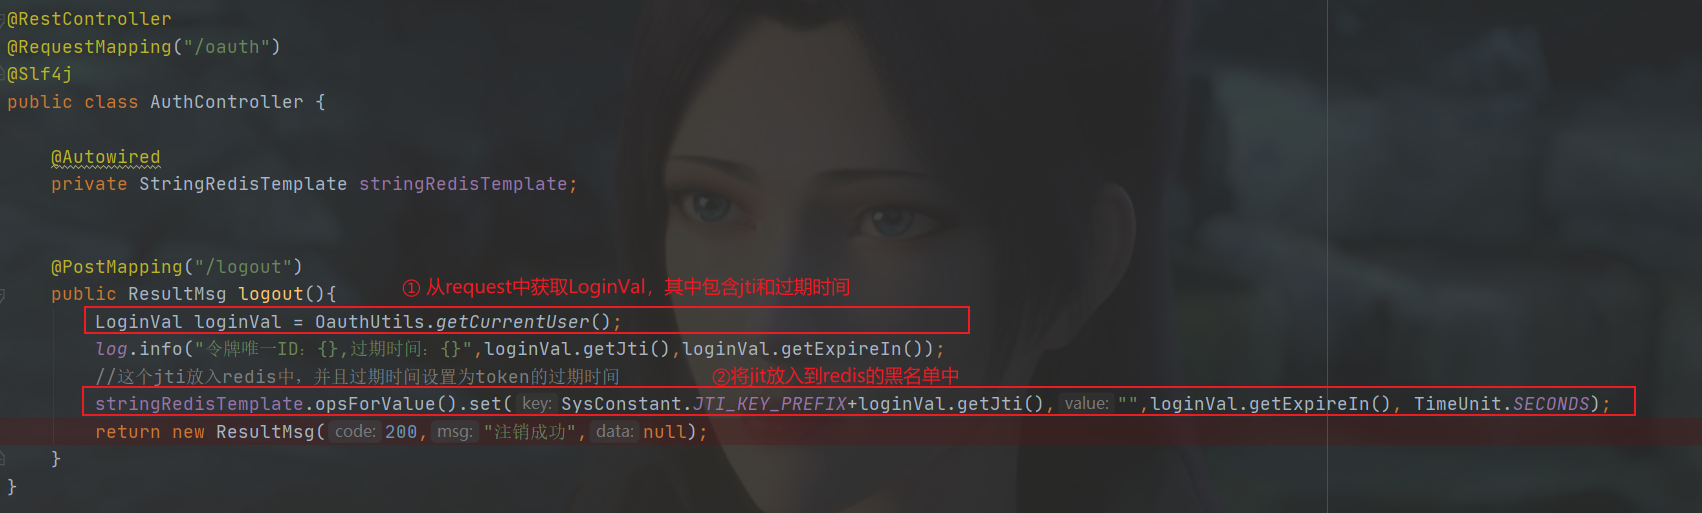 @RestController
@RequestMapping("/oauth")
@Slf4j
public class AuthController {
@Autowired
private StringRedisTemplate stringRedisTemplate;
@PostMapping("/logout")
public ResultMsg logout(){ ① 从request中获取LoginVal，其中包含jti和过期时间
LoginVal loginVal = OauthUtils.getCurrentUser();
log.info("令牌唯一ID：{},过期时间：{}",loginVal.getJti(),loginVal.getExpireIn());
//这个jti放入redis中，并且过期时间设置为token的过期时间 ②将jit放入到redis的黑名单中
stringRedisTemplate.opsForValue().set( key: SysConstant.JTI_KEY_PREFIX+loginVal.getJti(), value: "",loginVal.getExpireIn(), TimeUnit.SECONDS);
return new ResultMsg( code: 200, msg: "注销成功", data: null);
}
}